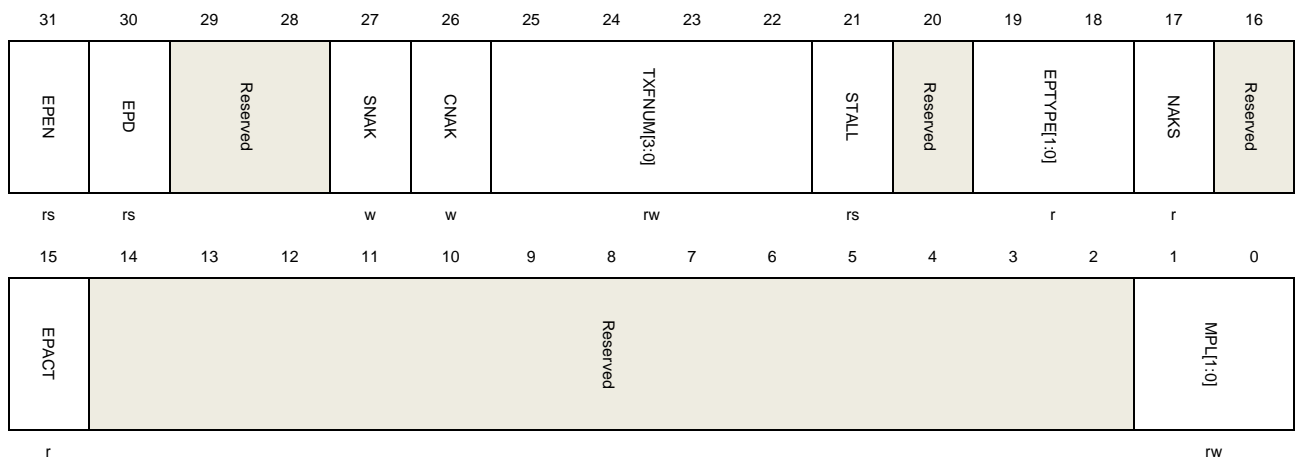 31 30 29 28 27 26 25 24 23 22 21 20 19 18 17 16
EPEN EPD Reserved SNAK CNAK TXFNUM[3:0] STALL Reserved EPTYPE[1:0] NAKS Reserved
rs rs w w rw rs r r
15 14 13 12 11 10 9 8 7 6 5 4 3 2 1 0
EPACT Reserved MPL[1:0]
r rw